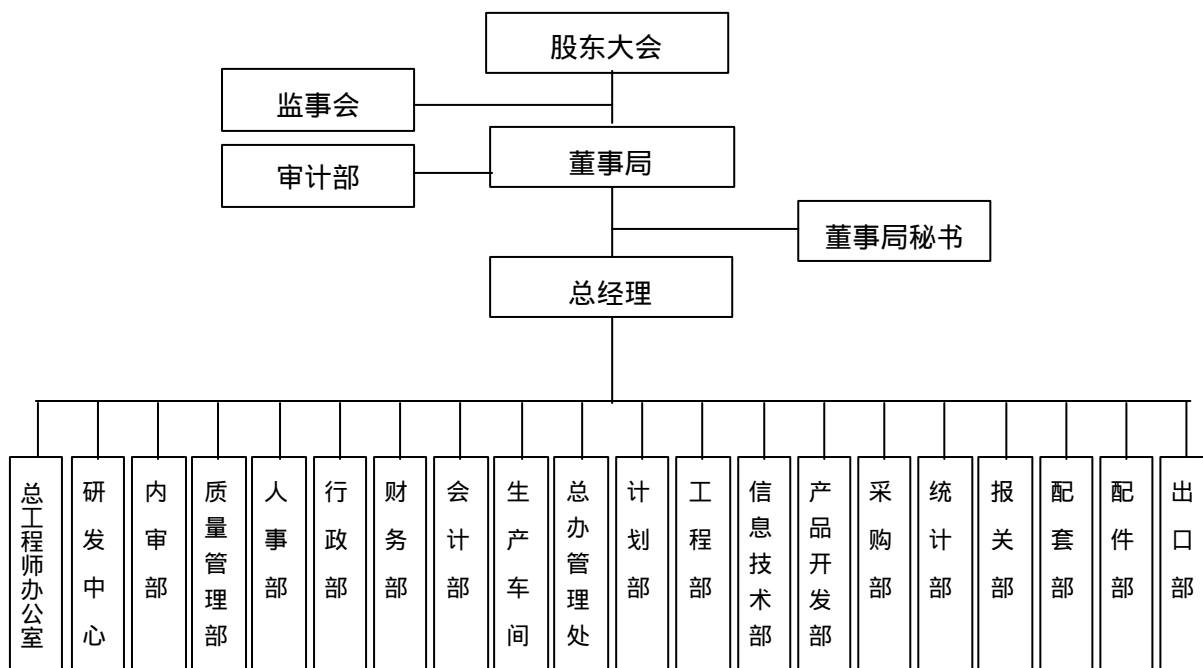 股东大会
监事会
董事局
审计部
董事局秘书
总经理
总工程师办公室
研发中心
内审部
质量管理部
人事部
行政部
财务部
会计部
生产车间
总办管理处
计划部
工程部
信息技术部
产品开发部
采购部
统计部
报关部
配套部
配件部
出口部